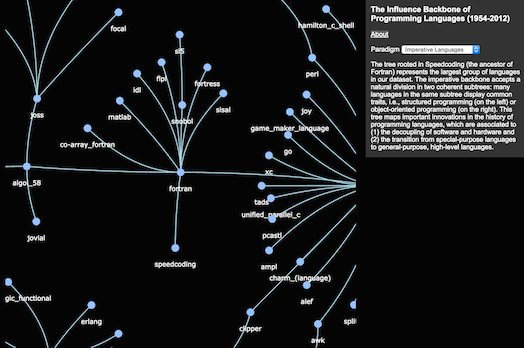 focal
hamilton_c_shell
sl5
perl
flpl
fortress
idl
joss
sisal
joy
matlab
snobol
game_maker_language
co-array_fortran
go
xc
algol_58
fortran
tads
unified_parallel_c
jovial
pcastl
speedcoding
ampl
charm_(language)
gic_functional
alef
erlang
clipper
split
awk
The Influence Backbone of
Programming Languages (1954-2012)
About
Paradigm Imperative Languages
The tree rooted in Speedcoding (the ancestor of
Fortran) represents the largest group of languages
in our dataset. The imperative backbone accepts a
natural division in two coherent subtrees: many
languages in the same subtree display common
traits, i.e., structured programming (on the left) or
object-oriented programming (on the right). This
tree maps important innovations in the history of
programming languages, which are associated to
(1) the decoupling of software and hardware and
(2) the transition from special-purpose languages
to general-purpose, high-level languages.